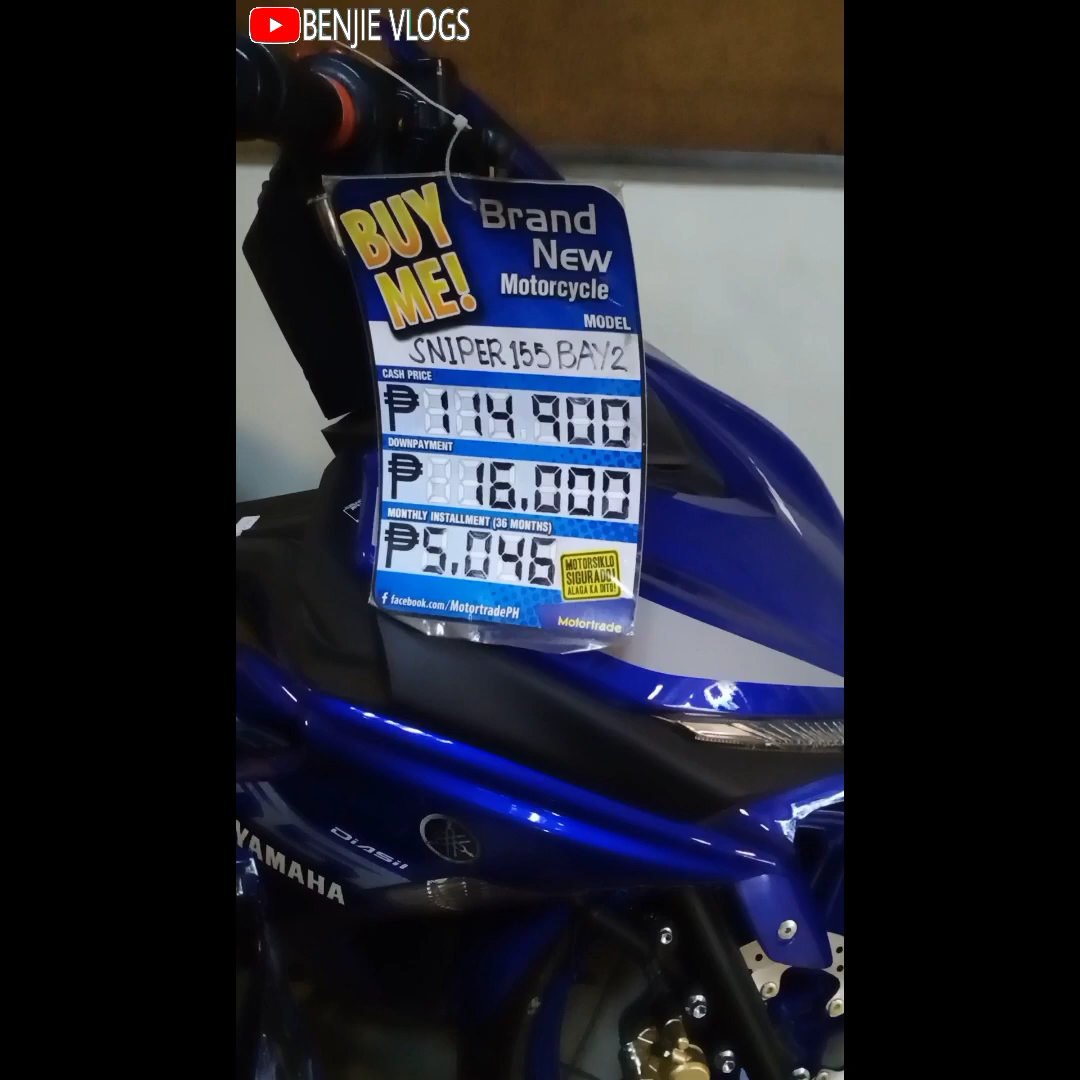 BENJIE VLOGS
BUY
ME!
Brand
New
Motorcycle
MODEL
SNIPER 155 BAY2
CASH PRICE
₱114,900
DOWNPAYMENT
₱16,000
MONTHLY INSTALLMENT (36 MONTHS)
₱5,046
MOTORSIKLO
SIGURADO!
ALAGA KA DITO!
facebook.com/MotortradePH
Motortrade
DiASil
YAMAHA